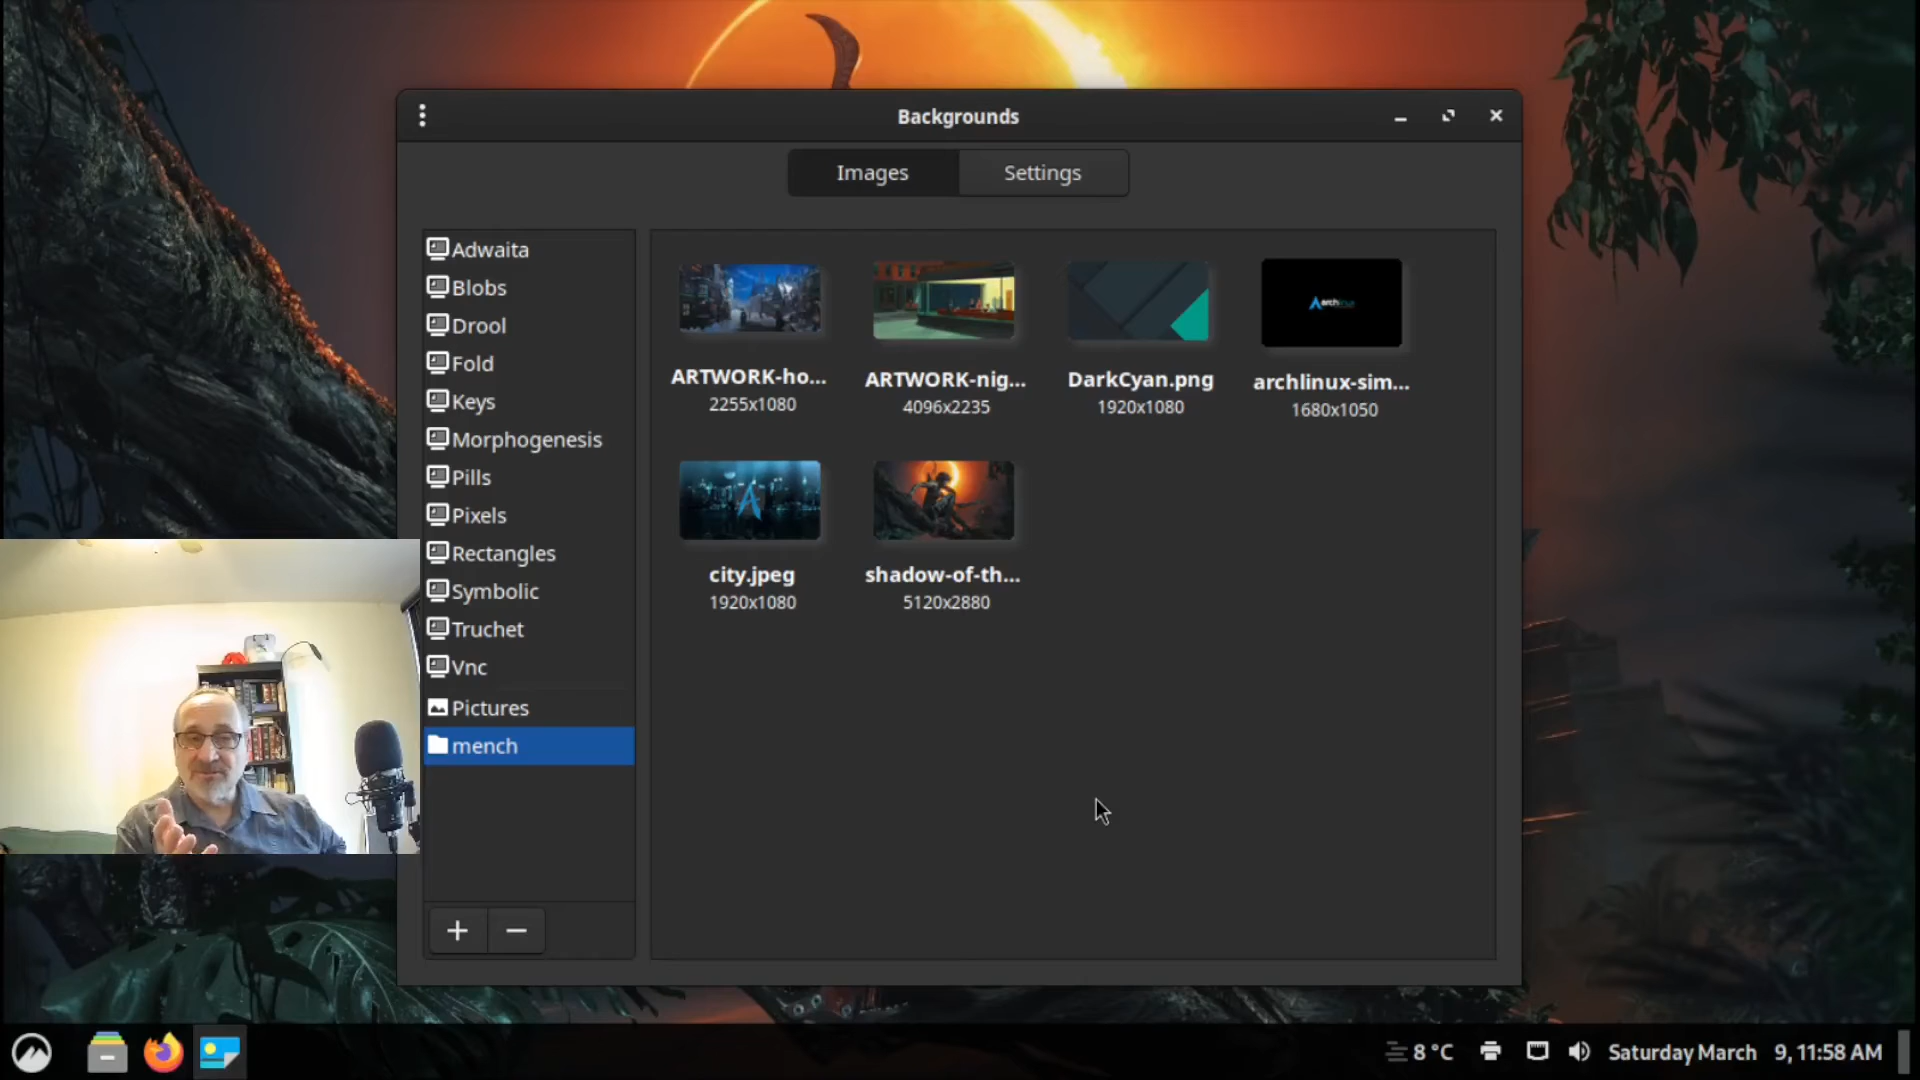 Backgrounds
Images
Settings
Adwaita
Blobs
Drool
Fold
Keys
Morphogenesis
Pills
Pixels
Rectangles
Symbolic
Truchet
Vnc
Pictures
mench
ARTWORK-ho...
2255x1080
ARTWORK-nig...
4096x2235
DarkCyan.png
1920x1080
arch
archlinux-sim...
1680x1050
city.jpeg
1920x1080
shadow-of-th...
5120x2880
8 °C
Saturday March 9, 11:58 AM